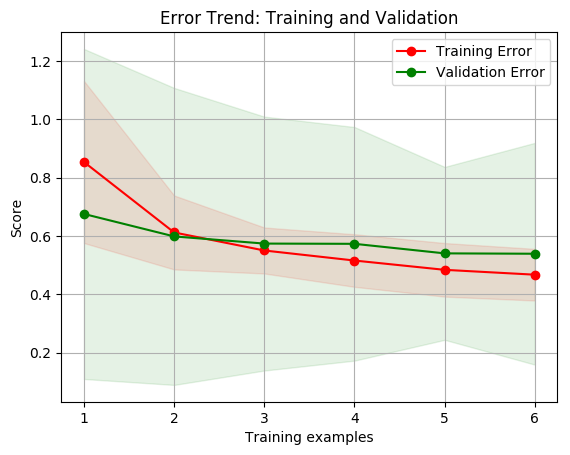 Error Trend: Training and Validation
Training Error
Validation Error
1.2
1.0
0.8
0.6
0.4
0.2
Score
1 2 3 4 5 6
Training examples